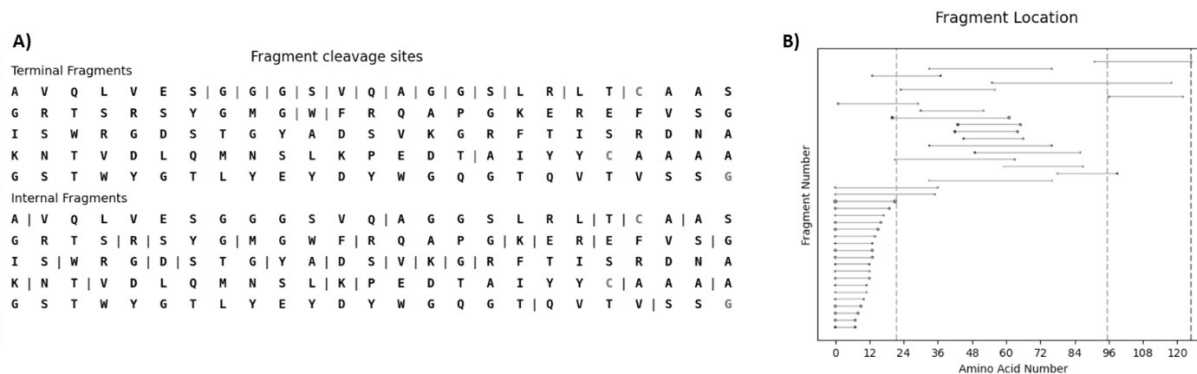 A)
Fragment cleavage sites
Terminal Fragments
A V Q L V E S|G|G|G|S|V|Q|A|G|G|S|L R|L T|C A A S
G R T S R S Y G M G|W|F R Q A P G K E R E F V S G
I S W R G D S T G Y A D S V K G R F T I S R D N A
K N T V D L Q M N S L K P E D T|A I Y Y C A A A A
G S T W Y G T L Y E Y D Y W G Q G T Q V T V S S G
Internal Fragments
A|V Q L V E S G G G S V Q|A G G S L R L|T|C A|A S
G R T S|R|S Y G|M G W F|R Q A P G|K|E R|E F V S|G
I S|W R G|D|S T G|Y A|D S|V|K|G|R F T I S R D N A
K|N T|V D L Q M N S L|K|P E D T A I Y Y C|A A A|A
G S T W Y G T L Y E Y D Y W G Q G T|Q V T V|S S G
B)
Fragment Location
Fragment Number
0 12 24 36 48 60 72 84 96 108 120
Amino Acid Number